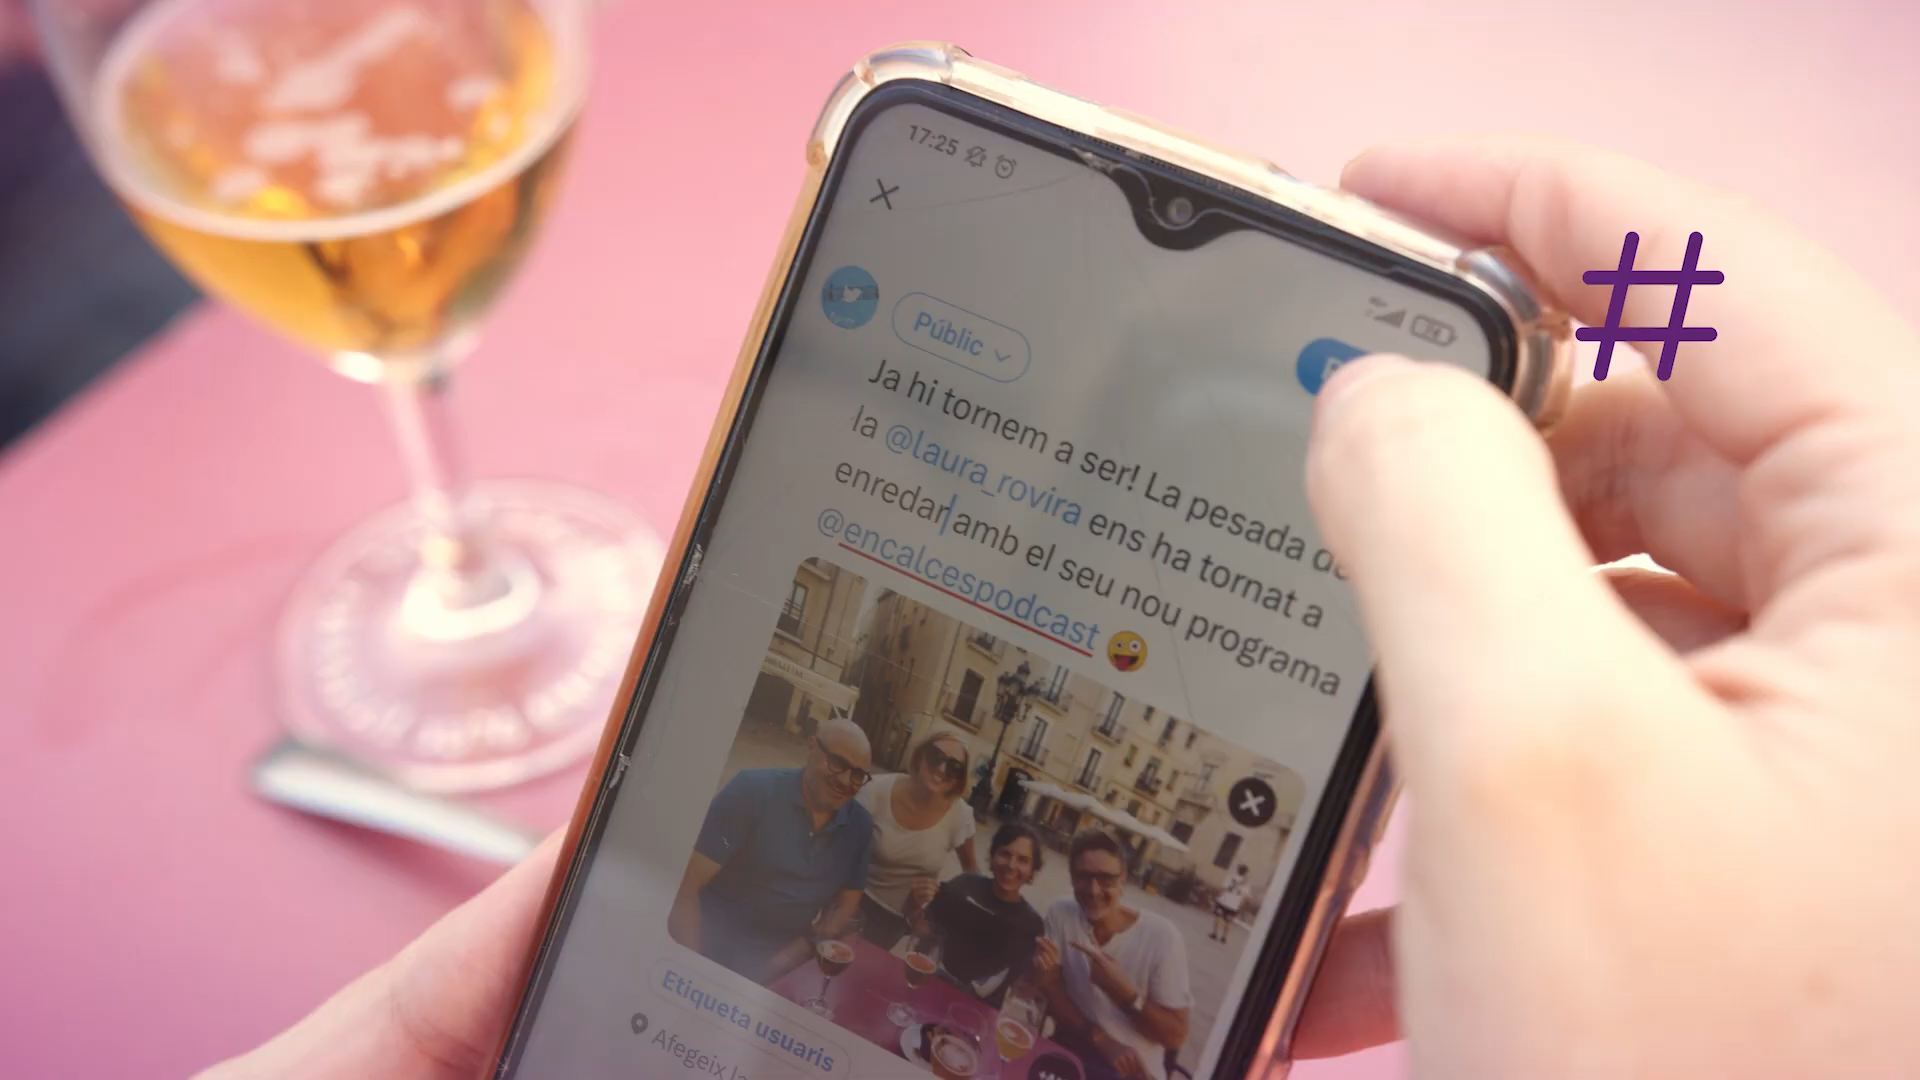 17:25
Públic
Ja hi tornem a ser! La pesada de
la @laura_rovira ens ha tornat a
enredar amb el seu nou programa
@encalcespodcast 🤪
Etiqueta usuaris
Afegeix
#